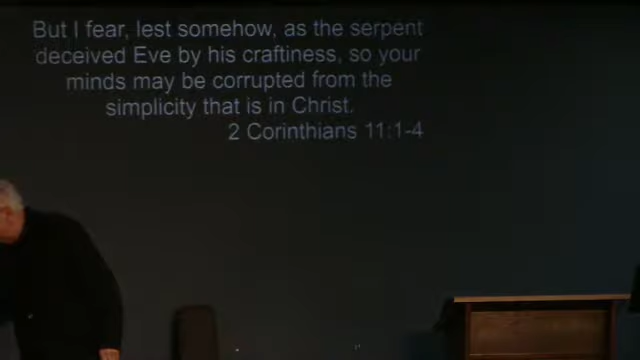 But I fear, lest somehow, as the serpent
deceived Eve by his craftiness, so your
minds may be corrupted from the
simplicity that is in Christ.
2 Corinthians 11:1-4